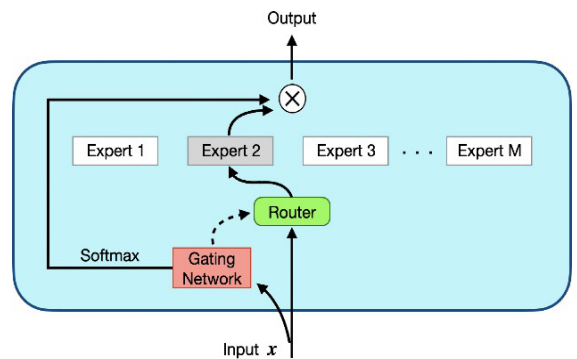 Output
Expert 1
Expert 2
Expert 3
. . .
Expert M
Router
Softmax
Gating
Network
Input x